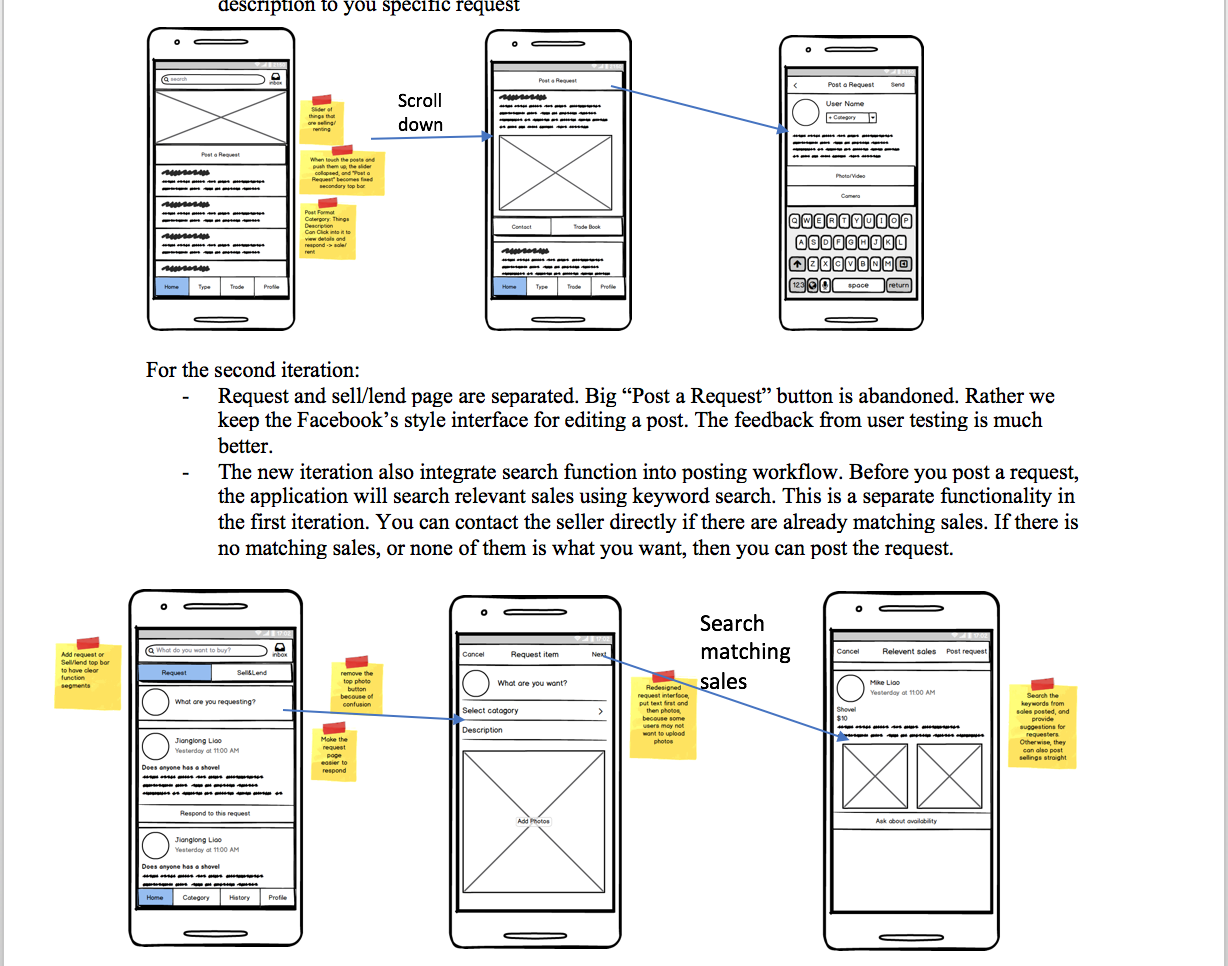 description to you specific request
search
inbox
Post a Request
Home Type Trade Profile
Slider of
things that
are selling/
renting
When touch the posts and
push them up, the slider
collapsed, and "Post a
Request" becomes fixed
secondary top bar
Post Format
Catergory: Things
Description
Can Click into it to
view details and
respond -> sale/
rent
Scroll
down
Post a Request
Contact Trade Book
Home Type Trade Profile
< Post a Request Send
User Name
+ Category
Photo/Video
Camera
Q W E R T Y U I O P
A S D F G H J K L
Z X C V B N M
123 space return
For the second iteration:
- Request and sell/lend page are separated. Big “Post a Request” button is abandoned. Rather we
keep the Facebook’s style interface for editing a post. The feedback from user testing is much
better.
- The new iteration also integrate search function into posting workflow. Before you post a request,
the application will search relevant sales using keyword search. This is a separate functionality in
the first iteration. You can contact the seller directly if there are already matching sales. If there is
no matching sales, or none of them is what you want, then you can post the request.
Add request or
Sell/lend top bar
to have clear
function
segments
What do you want to buy?
inbox
Request Sell&Lend
What are you requesting?
Jianglong Liao
Yesterday at 11:00 AM
Does anyone has a shovel
Respond to this request
Jianglong Liao
Yesterday at 11:00 AM
Does anyone has a shovel
Home Category History Profile
remove the
top photo
button
because of
confusion
Make the
request
page
easier to
respond
Cancel Request item Next
What are you want?
Select catagory >
Description
Add Photos
Search
matching
sales
Redesigned
request interface,
put text first and
then photos,
because some
users may not
want to upload
photos
Cancel Relevent sales Post request
Mike Liao
Yesterday at 11:00 AM
Shovel
$10
Ask about availability
Search the
keywords from
sales posted, and
provide
suggestions for
requesters.
Otherwise, they
can also post
sellings straight